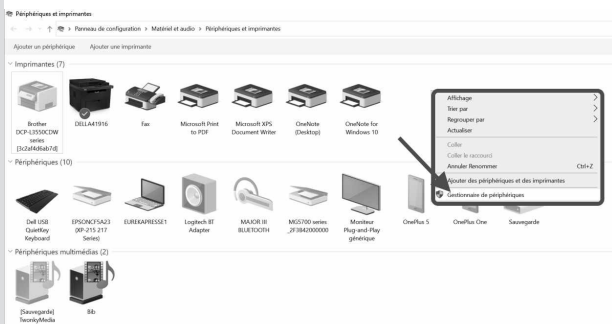 Périphériques et imprimantes
Panneau de configuration > Matériel et audio > Périphériques et imprimantes
Ajouter un périphérique Ajouter une imprimante
Imprimantes (7)
Brother
DCP-L3550CDW
series
[3c2af4d6ab7d]
DELLA41916
Fax
Microsoft Print
to PDF
Microsoft XPS
Document Writer
OneNote
(Desktop)
OneNote for
Windows 10
Affichage
Trier par
Regrouper par
Actualiser
Coller
Coller le raccourci
Annuler Renommer Ctrl+Z
Ajouter des périphériques et des imprimantes
Gestionnaire de périphériques
Périphériques (10)
Dell USB
QuietKey
Keyboard
EPSONCF5A23
(XP-215 217
Series)
EUREKAPRESSE1
Logitech BT
Adapter
MAJOR III
BLUETOOTH
MG5700 series
_2F3942000000
Moniteur
Plug-and-Play
générique
OnePlus 5
OnePlus One
Sauvegarde
Périphériques multimédias (2)
[Sauvegarde]
TwonkyMedia
Bib